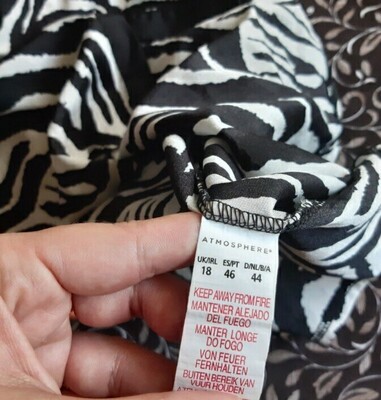 ATMOSPHERE®
UK/IRL ES/PT D/NL/B/A
18 46 44
KEEP AWAY FROM FIRE
MANTENER ALEJADO
DEL FUEGO
MANTER LONGE
DO FOGO
VON FEUER
FERNHALTEN
BUITEN BEREIK VAN
VUUR HOUDEN